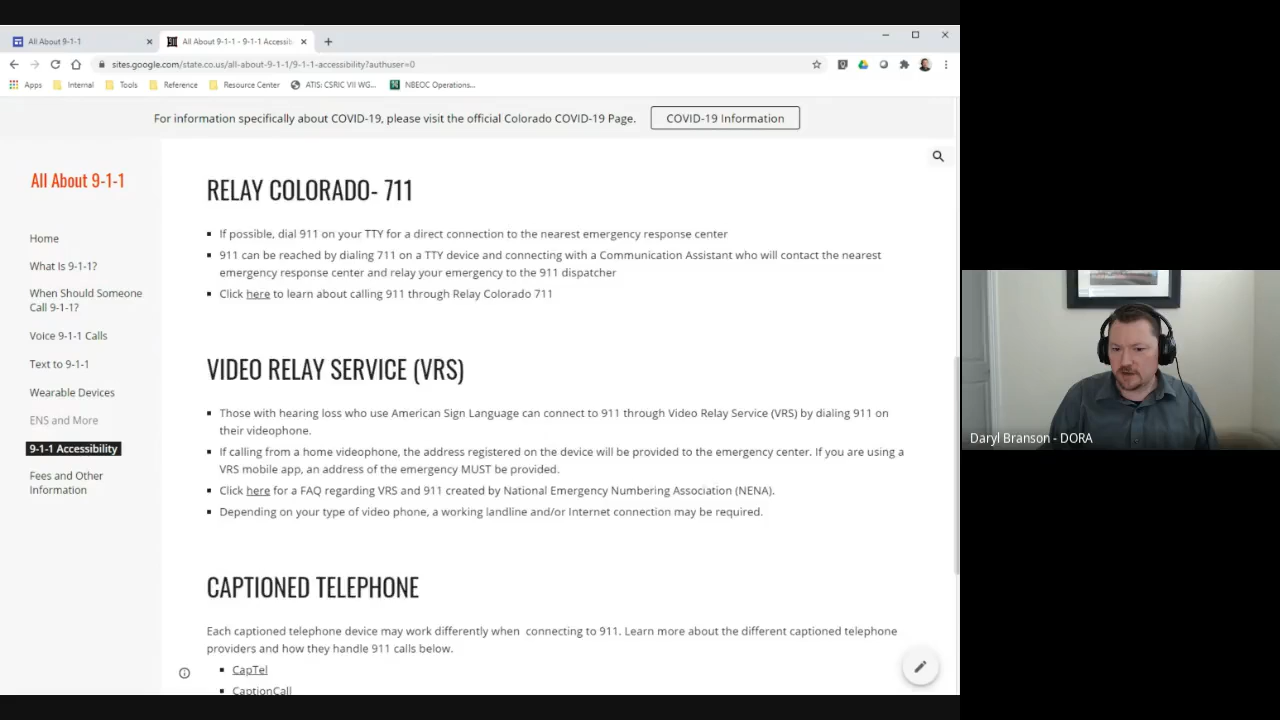 All About 9-1-1
All About 9-1-1 - 9-1-1 Accessib
sites.google.com/state.co.us/all-about-9-1-1/9-1-1-accessibility?authuser=0
Apps Internal Tools Reference Resource Center ATIS: CSRIC VII WG... NBEOC Operations...
For information specifically about COVID-19, please visit the official Colorado COVID-19 Page. COVID-19 Information
All About 9-1-1
Home
What Is 9-1-1?
When Should Someone
Call 9-1-1?
Voice 9-1-1 Calls
Text to 9-1-1
Wearable Devices
ENS and More
9-1-1 Accessibility
Fees and Other
Information
RELAY COLORADO- 711
▪ If possible, dial 911 on your TTY for a direct connection to the nearest emergency response center
▪ 911 can be reached by dialing 711 on a TTY device and connecting with a Communication Assistant who will contact the nearest
emergency response center and relay your emergency to the 911 dispatcher
▪ Click here to learn about calling 911 through Relay Colorado 711
VIDEO RELAY SERVICE (VRS)
▪ Those with hearing loss who use American Sign Language can connect to 911 through Video Relay Service (VRS) by dialing 911 on
their videophone.
▪ If calling from a home videophone, the address registered on the device will be provided to the emergency center. If you are using a
VRS mobile app, an address of the emergency MUST be provided.
▪ Click here for a FAQ regarding VRS and 911 created by National Emergency Numbering Association (NENA).
▪ Depending on your type of video phone, a working landline and/or Internet connection may be required.
CAPTIONED TELEPHONE
Each captioned telephone device may work differently when connecting to 911. Learn more about the different captioned telephone
providers and how they handle 911 calls below.
▪ CapTel
▪ CaptionCall
Daryl Branson - DORA